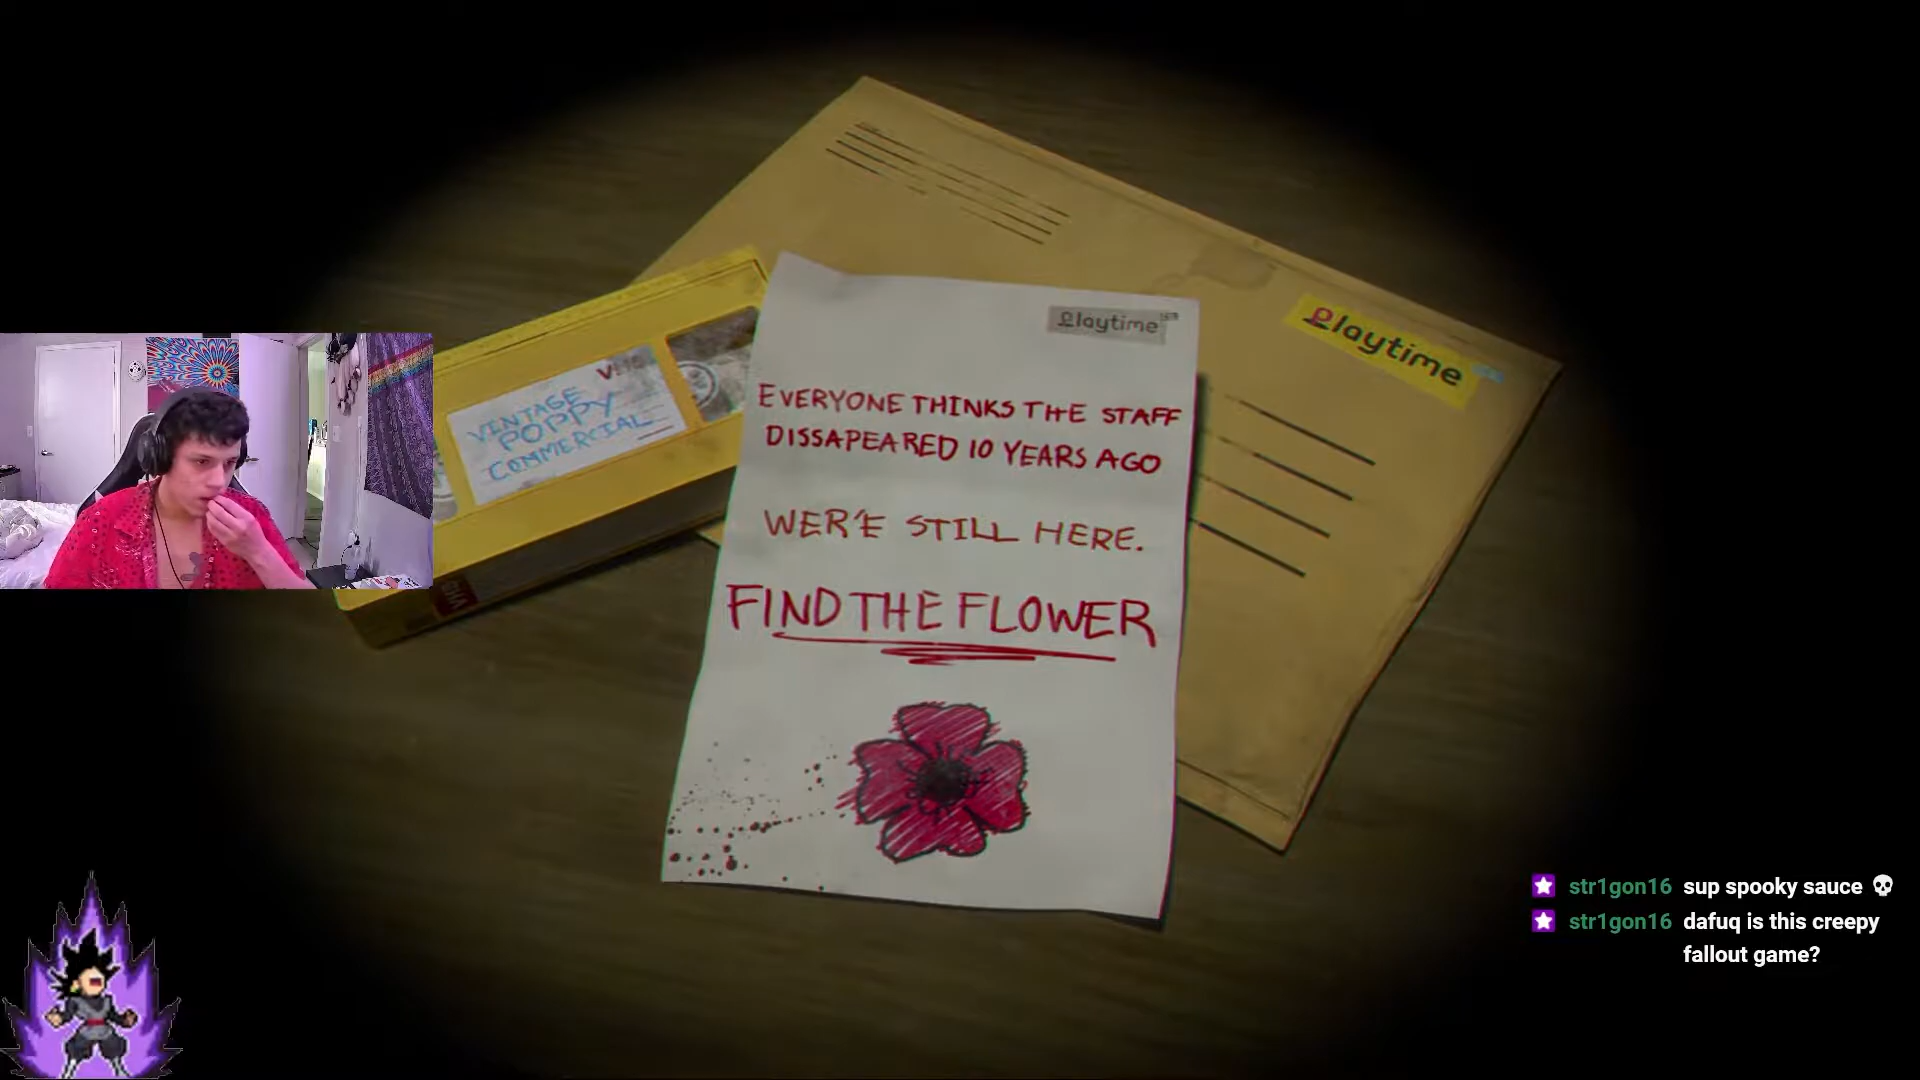 Playtime
Playtime
VHS
VINTAGE
POPPY
COMMERCIAL
EVERYONE THINKS THE STAFF
DISSAPEARED 10 YEARS AGO
WER'E STILL HERE.
FIND THE FLOWER
VHS
str1gon16 sup spooky sauce 💀
str1gon16 dafuq is this creepy
fallout game?